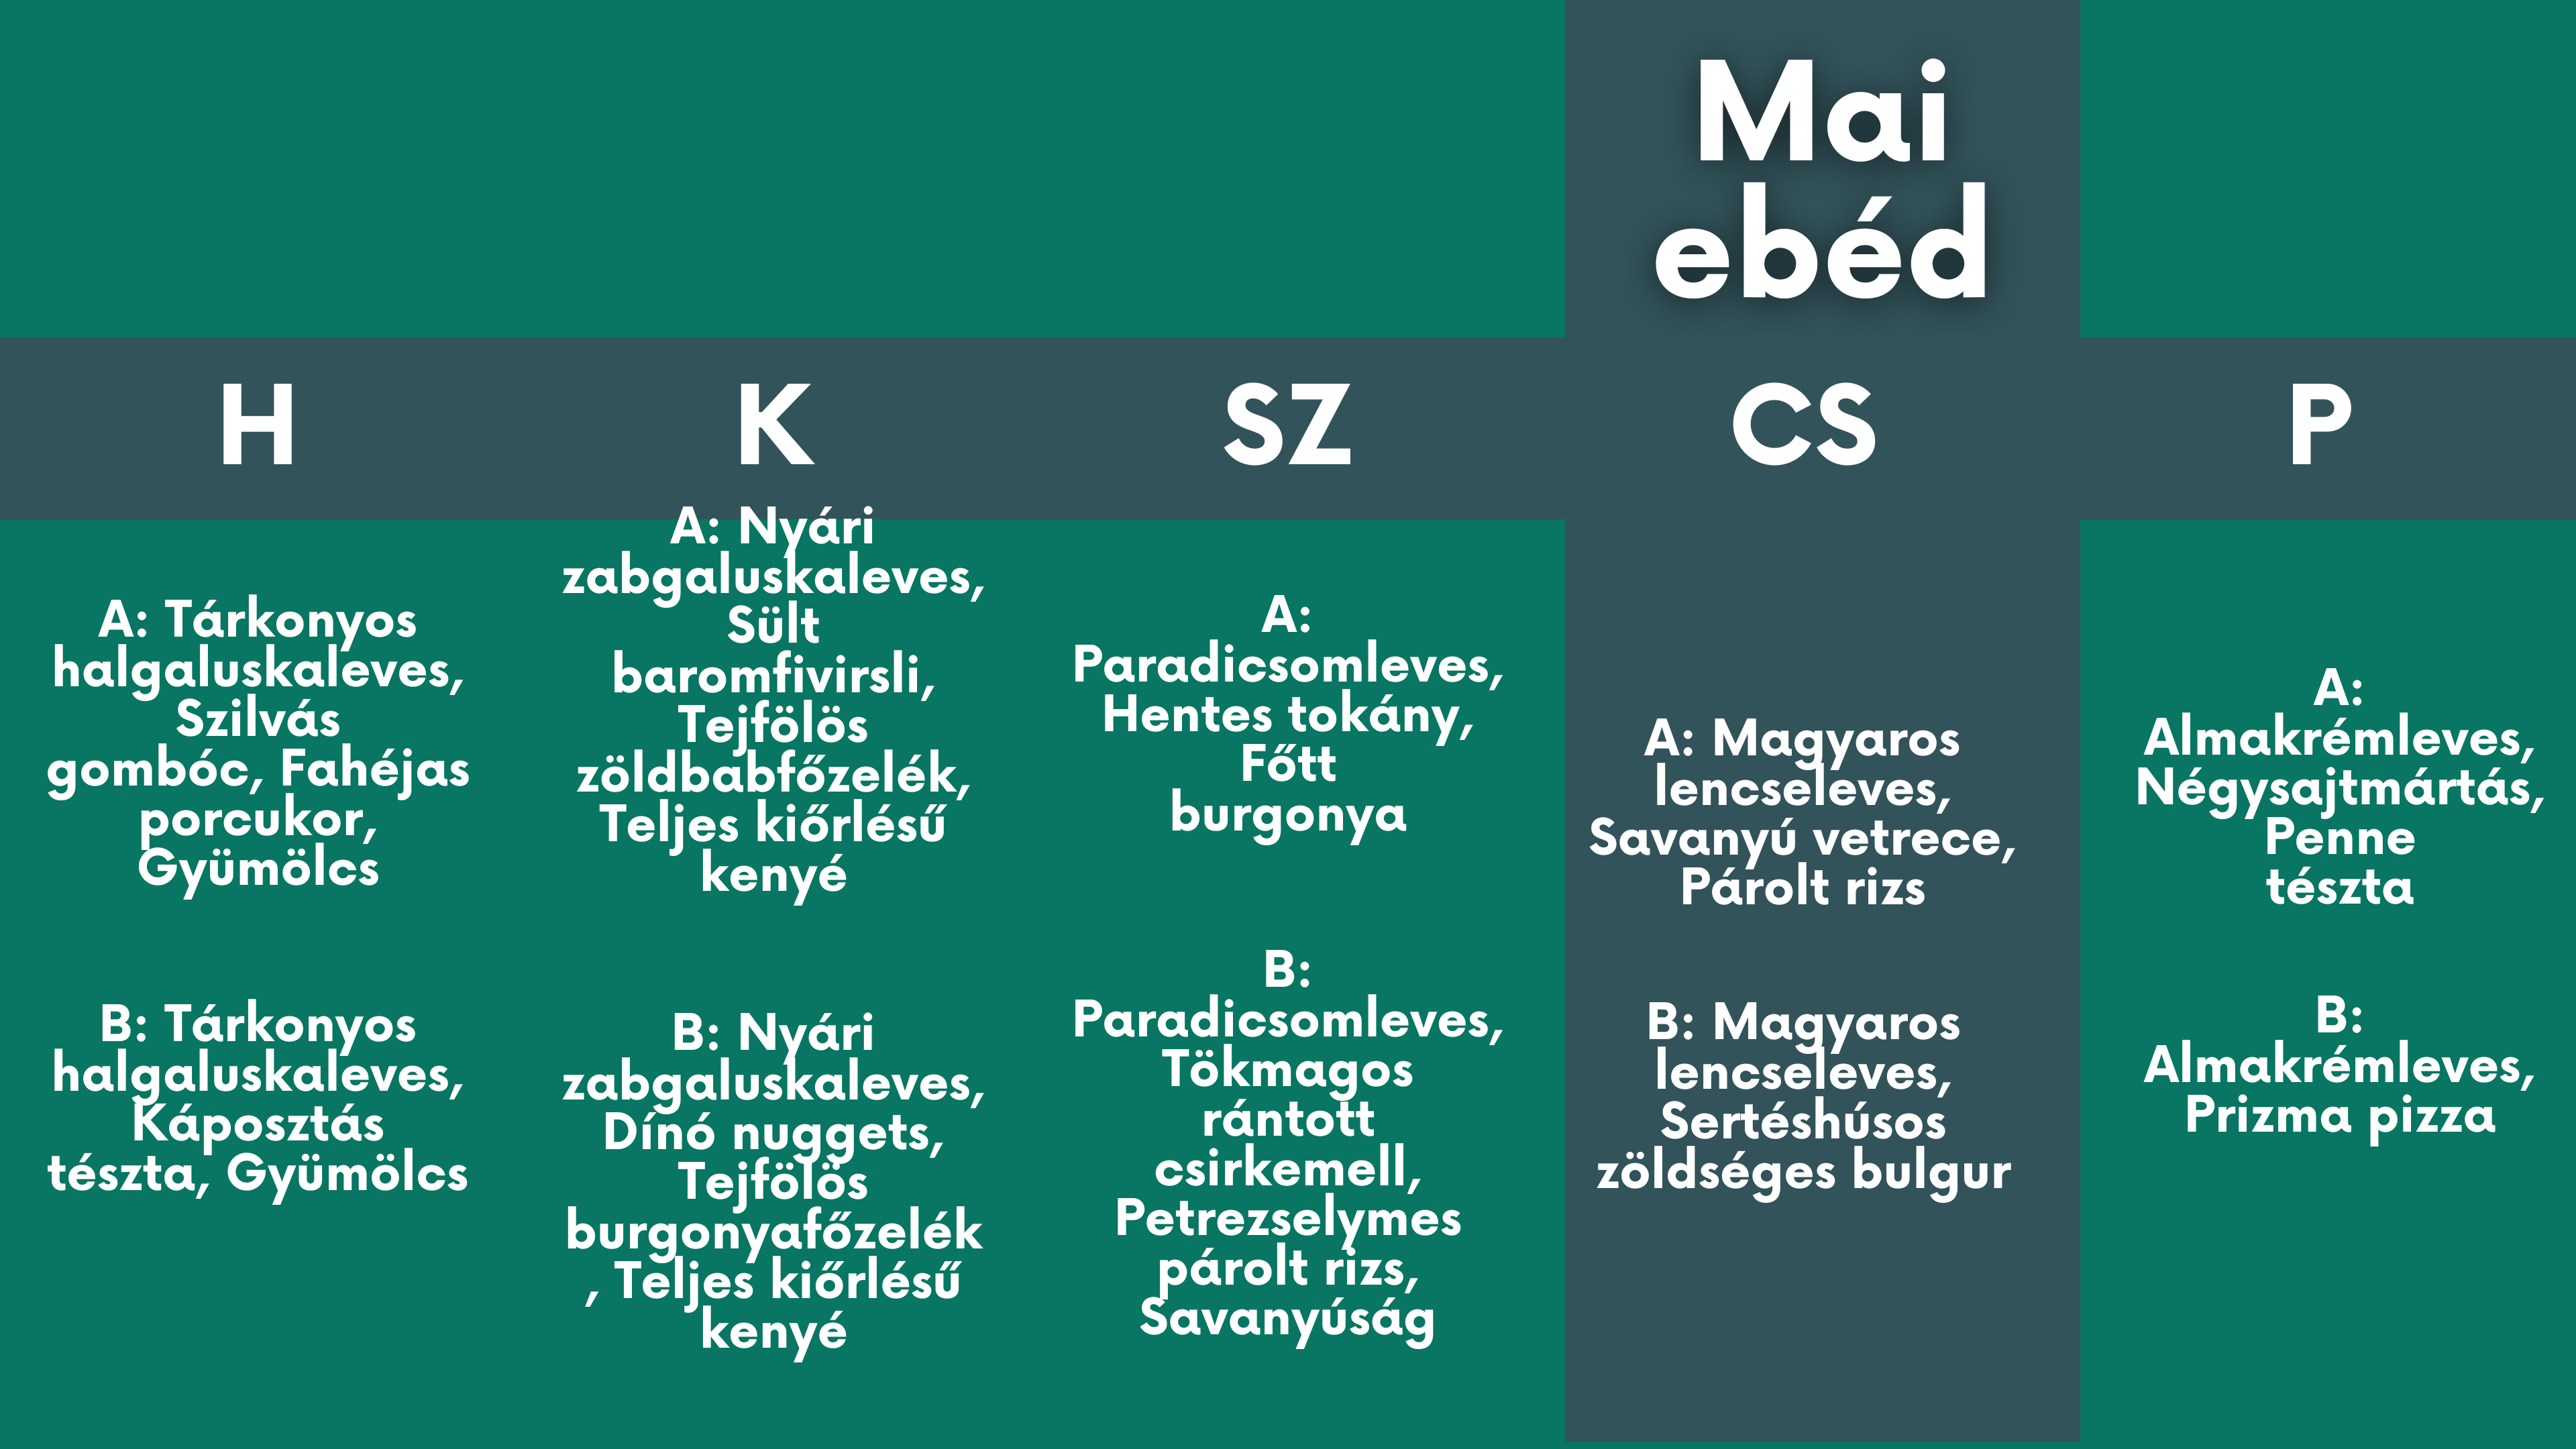 Mai
ebéd
H
K
SZ
CS
P
A: Tárkonyos
halgaluskaleves,
Szilvás
gombóc, Fahéjas
porcukor,
Gyümölcs
B: Tárkonyos
halgaluskaleves,
Káposztás
tészta, Gyümölcs
A: Nyári
zabgaluskaleves,
Sült
baromfivirsli,
Tejfölös
zöldbabfőzelék,
Teljes kiőrlésű
kenyé
B: Nyári
zabgaluskaleves,
Dínó nuggets,
Tejfölös
burgonyafőzelék
, Teljes kiőrlésű
kenyé
A:
Paradicsomleves,
Hentes tokány,
Főtt
burgonya
B:
Paradicsomleves,
Tökmagos
rántott
csirkemell,
Petrezselymes
párolt rizs,
Savanyúság
A: Magyaros
lencseleves,
Savanyú vetrece,
Párolt rizs
B: Magyaros
lencseleves,
Sertéshúsos
zöldséges bulgur
A:
Almakrémleves,
Négysajtmártás,
Penne
tészta
B:
Almakrémleves,
Prizma pizza